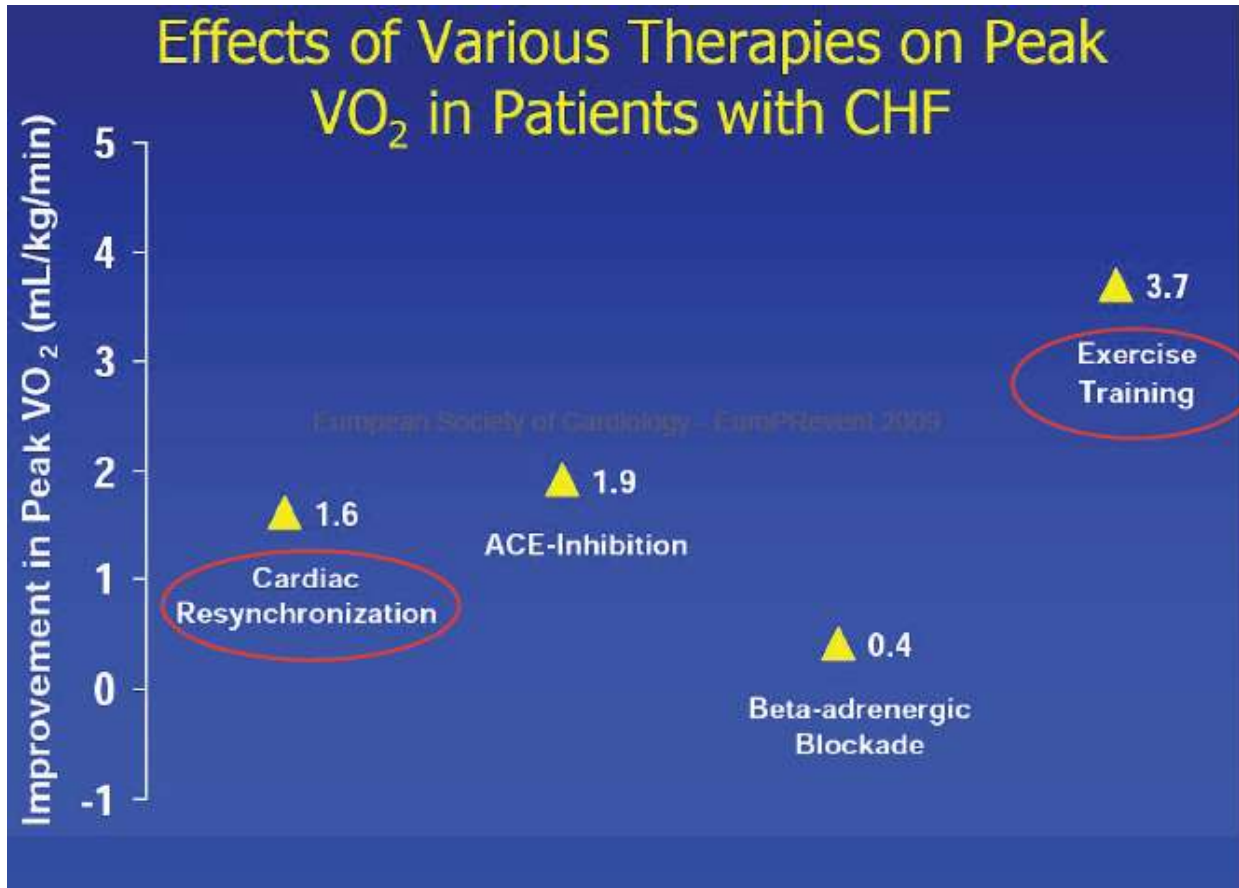 Effects of Various Therapies on Peak
VO₂ in Patients with CHF
Improvement in Peak VO₂ (mL/kg/min)
5
4
3
2
1
0
-1
1.6
Cardiac
Resynchronization
1.9
ACE-Inhibition
0.4
Beta-adrenergic
Blockade
3.7
Exercise
Training
European Society of Cardiology - EuroPRevent 2009